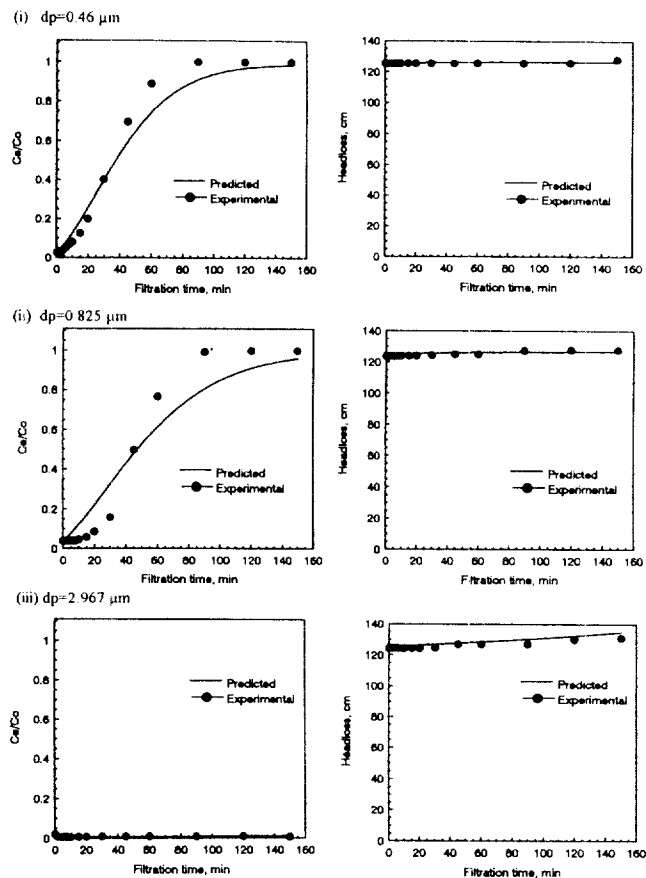 (i) dp=0.46 μm
1
0.8
0.6
0.4
0.2
0
Ce/Co
Predicted
Experimental
0 20 40 60 80 100 120 140 160
Filtration time, min
140
120
100
80
60
40
20
0
Headloss, cm
Predicted
Experimental
0 20 40 60 80 100 120 140 160
Filtration time, min
(ii) dp=0 825 μm
1
0.8
0.6
0.4
0.2
0
Ce/Co
Predicted
Experimental
0 20 40 60 80 100 120 140 160
Filtration time, min
140
120
100
80
60
40
20
0
Headloss, cm
Predicted
Experimental
0 20 40 60 80 100 120 140 160
Filtration time, min
(iii) dp=2.967 μm
1
0.8
0.6
0.4
0.2
0
Ce/Co
Predicted
Experimental
0 20 40 60 80 100 120 140 160
Filtration time, min
140
120
100
80
60
40
20
0
Headloss, cm
Predicted
Experimental
0 20 40 60 80 100 120 140 160
Filtration time, min